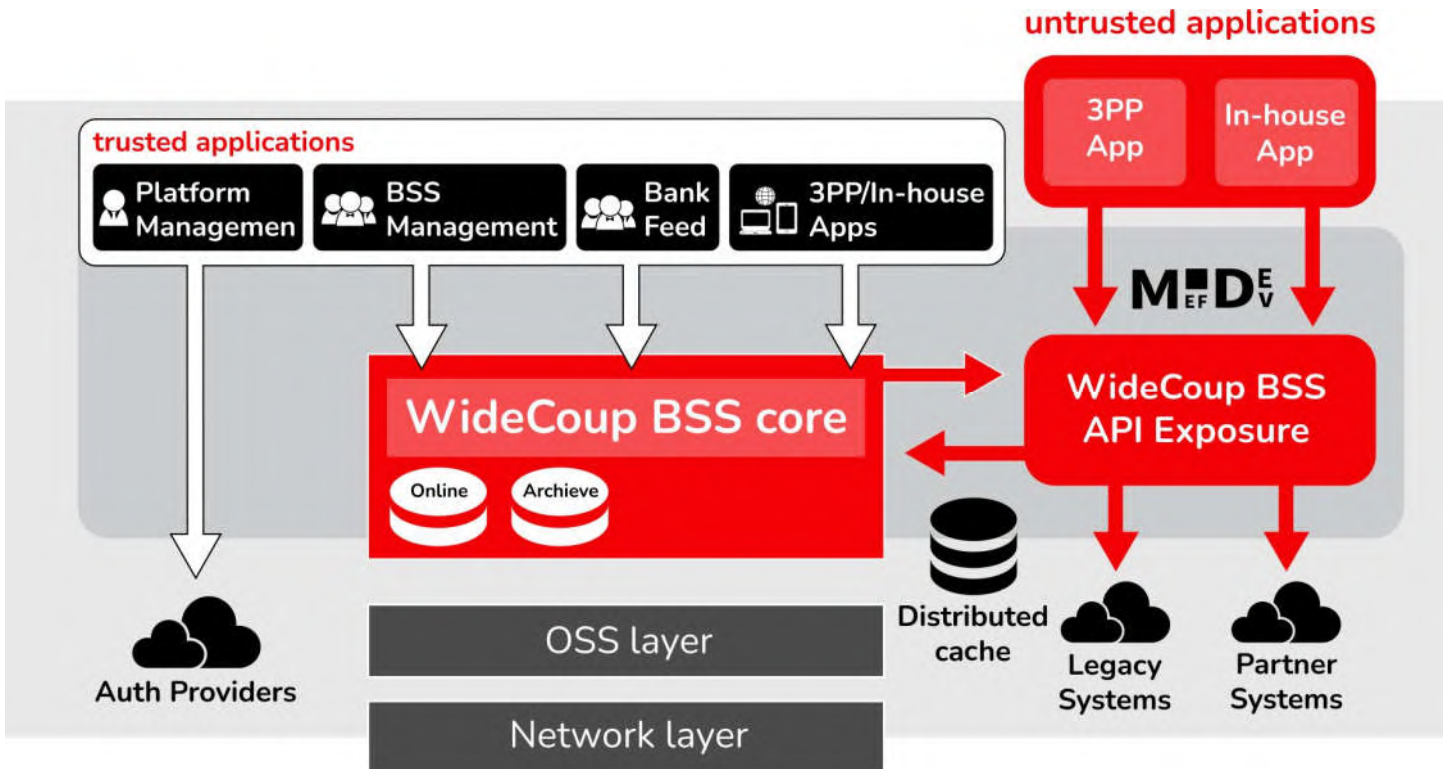 untrusted applications
3PP
App
In-house
App
trusted applications
Platform
Managemen
BSS
Management
Bank
Feed
3PP/In-house
Apps
M EF D E V
WideCoup BSS core
WideCoup BSS
API Exposure
Online
Archieve
Distributed
cache
OSS layer
Network layer
Auth Providers
Legacy
Systems
Partner
Systems